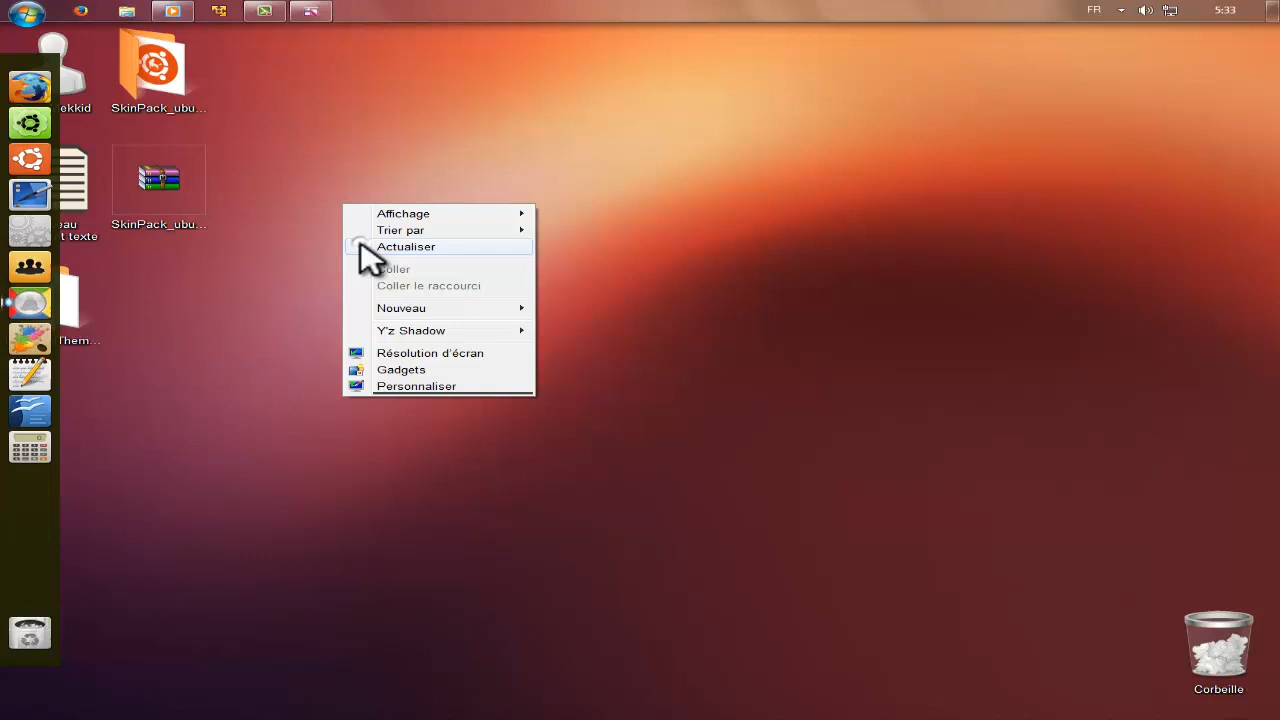 FR
5:33
ekkid
SkinPack_ubu...
SkinPack_ubu...
eau
t texte
Them...
Affichage
Trier par
Actualiser
oller
Coller le raccourci
Nouveau
Y'z Shadow
Résolution d'écran
Gadgets
Personnaliser
Corbeille